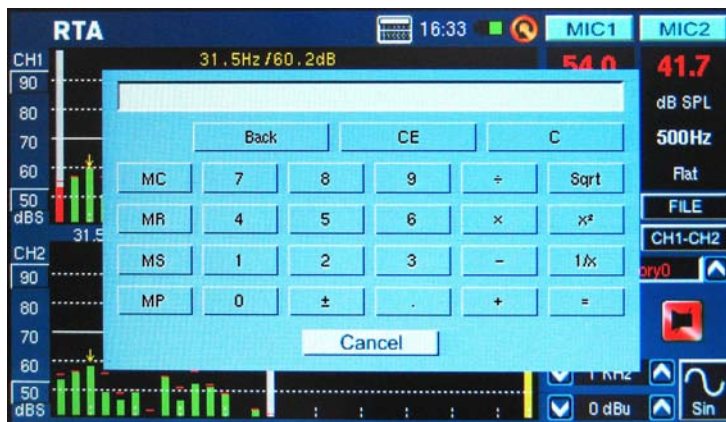 RTA 16:33 MIC1 MIC2
CH1 31.5Hz/60.2dB 54.0 41.7
90
dB SPL
80
Back CE C 500Hz
70
MC 7 8 9 ÷ Sqrt Flat
60
50 FILE
dBS MR 4 5 6 × x²
31.5 CH1-CH2
CH2 MS 1 2 3 - 1/x ory0
90
MP 0 ± . + =
80
Cancel
70
60 1 KHz
50
dBS 0 dBu Sin